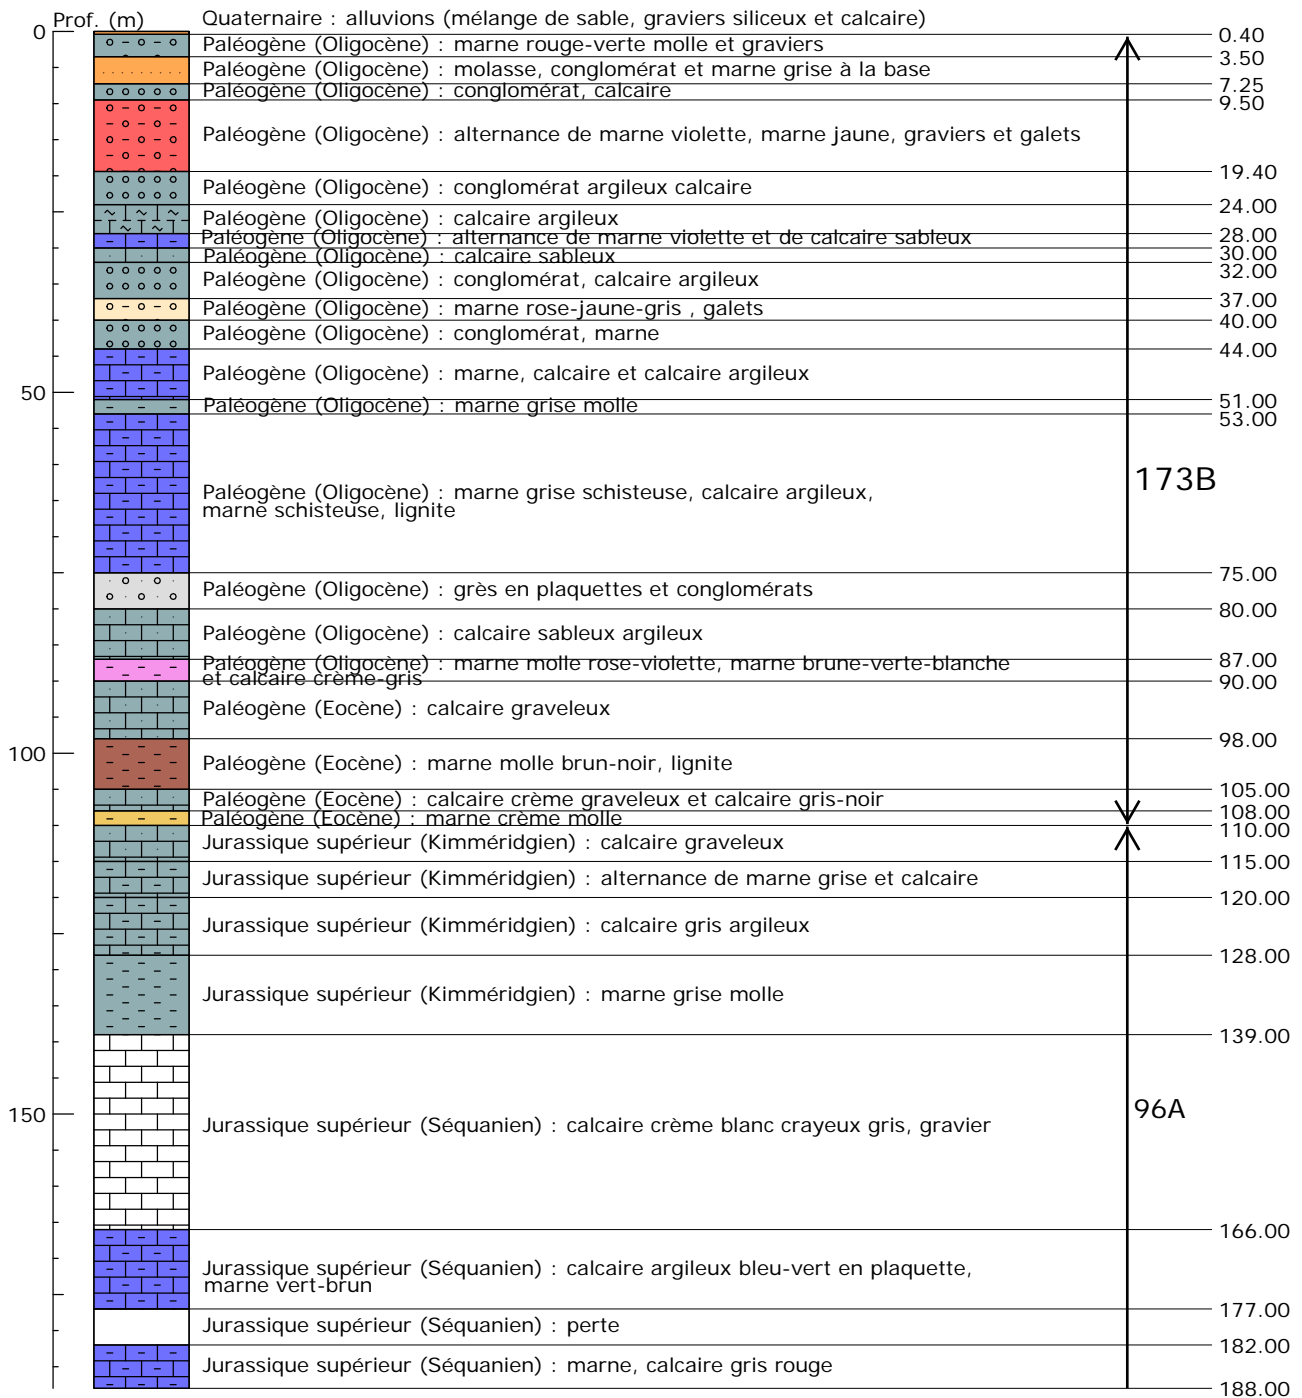 Prof. (m)
Quaternaire : alluvions (mélange de sable, graviers siliceux et calcaire)
0
0.40
Paléogène (Oligocène) : marne rouge-verte molle et graviers
3.50
Paléogène (Oligocène) : molasse, conglomérat et marne grise à la base
7.25
Paléogène (Oligocène) : conglomérat, calcaire
9.50
Paléogène (Oligocène) : alternance de marne violette, marne jaune, graviers et galets
19.40
Paléogène (Oligocène) : conglomérat argileux calcaire
24.00
Paléogène (Oligocène) : calcaire argileux
28.00
Paléogène (Oligocène) : alternance de marne violette et de calcaire sableux
30.00
Paléogène (Oligocène) : calcaire sableux
32.00
Paléogène (Oligocène) : conglomérat, calcaire argileux
37.00
Paléogène (Oligocène) : marne rose-jaune-gris , galets
40.00
Paléogène (Oligocène) : conglomérat, marne
44.00
Paléogène (Oligocène) : marne, calcaire et calcaire argileux
50
51.00
Paléogène (Oligocène) : marne grise molle
53.00
173B
Paléogène (Oligocène) : marne grise schisteuse, calcaire argileux,
marne schisteuse, lignite
75.00
Paléogène (Oligocène) : grès en plaquettes et conglomérats
80.00
Paléogène (Oligocène) : calcaire sableux argileux
87.00
Paléogène (Oligocène) : marne molle rose-violette, marne brune-verte-blanche
et calcaire crème-gris
90.00
Paléogène (Eocène) : calcaire graveleux
98.00
100
Paléogène (Eocène) : marne molle brun-noir, lignite
105.00
Paléogène (Eocène) : calcaire crème graveleux et calcaire gris-noir
108.00
Paléogène (Eocène) : marne crème molle
110.00
Jurassique supérieur (Kimméridgien) : calcaire graveleux
115.00
Jurassique supérieur (Kimméridgien) : alternance de marne grise et calcaire
120.00
Jurassique supérieur (Kimméridgien) : calcaire gris argileux
128.00
Jurassique supérieur (Kimméridgien) : marne grise molle
139.00
150
96A
Jurassique supérieur (Séquanien) : calcaire crème blanc crayeux gris, gravier
166.00
Jurassique supérieur (Séquanien) : calcaire argileux bleu-vert en plaquette,
marne vert-brun
177.00
Jurassique supérieur (Séquanien) : perte
182.00
Jurassique supérieur (Séquanien) : marne, calcaire gris rouge
188.00